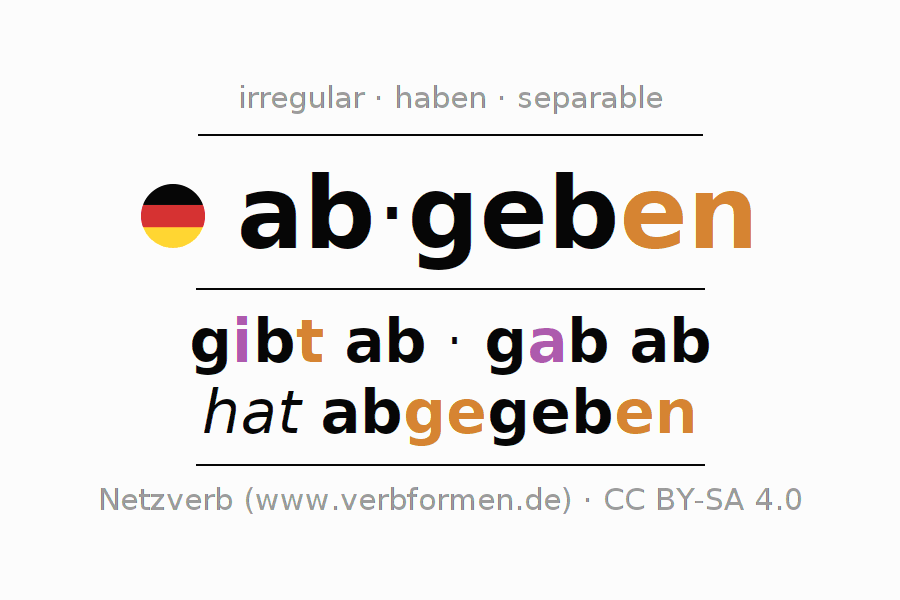 irregular · haben · separable
ab·geben
gibt ab · gab ab
hat abgegeben
Netzverb (www.verbformen.de) · CC BY-SA 4.0